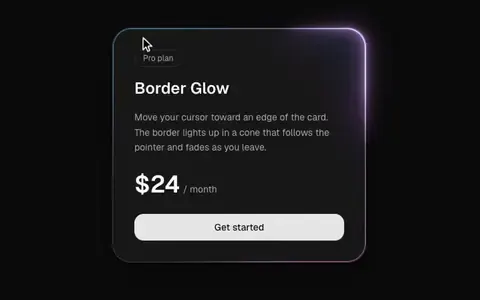 Pro plan
Border Glow
Move your cursor toward an edge of the card.
The border lights up in a cone that follows the
pointer and fades as you leave.
$24 / month
Get started